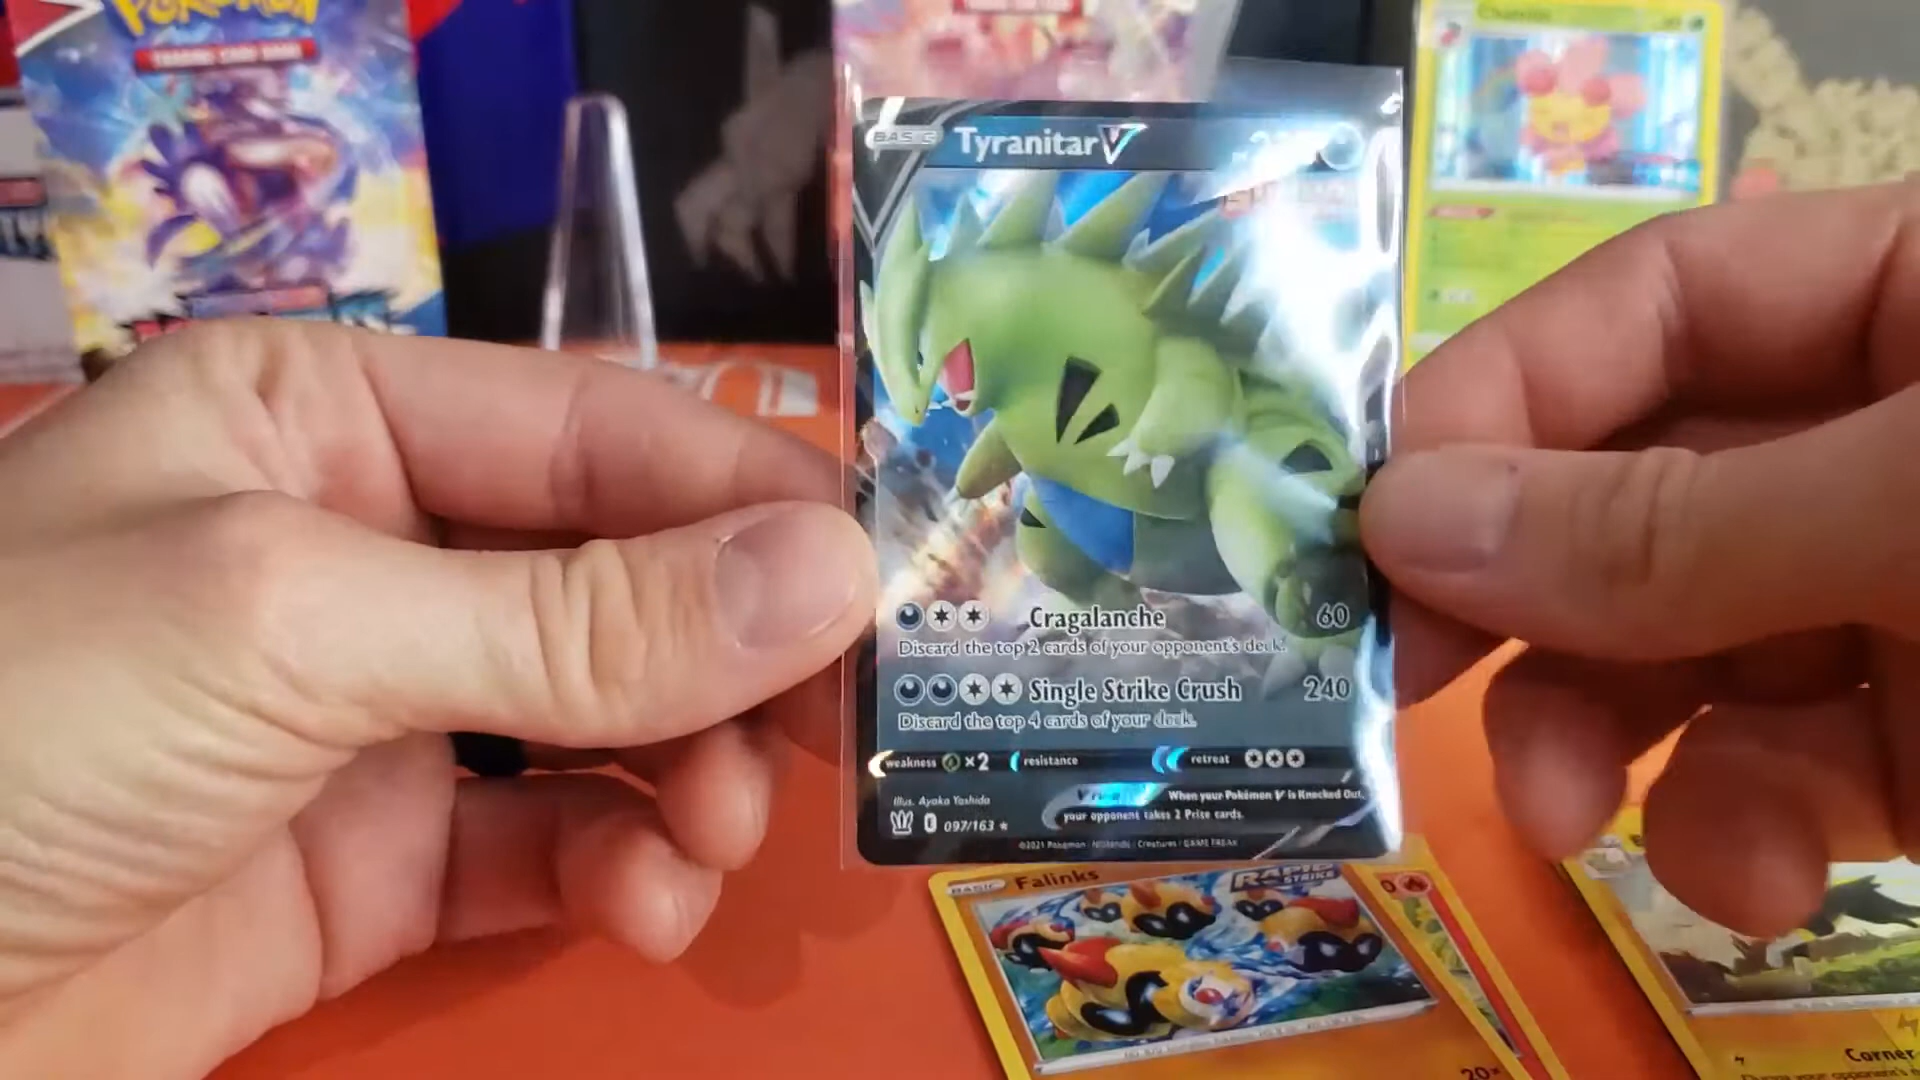 POKÉMON
TRADING CARD GAME
BASIC
Tyranitar V
Cragalanche 60
Discard the top 2 cards of your opponent's deck.
Single Strike Crush 240
Discard the top 4 cards of your deck.
weakness ×2 resistance retreat
Illus. Ayaka Yoshida
V rule
When your Pokémon V is Knocked Out,
your opponent takes 2 Prize cards.
E 097/163 ★
©2021 Pokémon / Nintendo / Creatures / GAME FREAK
BASIC Falinks
RAPID
STRIKE
20×
Corner